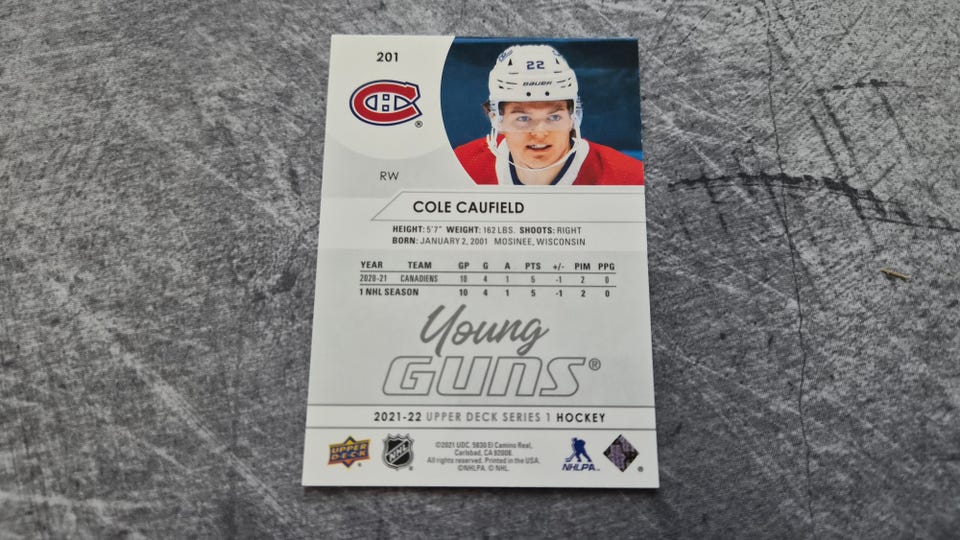 201
22
BAUER
RW
COLE CAUFIELD
HEIGHT: 5'7" WEIGHT: 162 LBS. SHOOTS: RIGHT
BORN: JANUARY 2, 2001 MOSINEE, WISCONSIN
YEAR TEAM GP G A PTS +/- PIM PPG
2020-21 CANADIENS 10 4 1 5 -1 2 0
1 NHL SEASON 10 4 1 5 -1 2 0
Young
GUNS®
2021-22 UPPER DECK SERIES 1 HOCKEY
UPPER DECK
NHL
©2021 UDC. 5830 El Camino Real,
Carlsbad, CA 92008.
All rights reserved. Printed in the USA.
©NHLPA. © NHL.
NHLPA